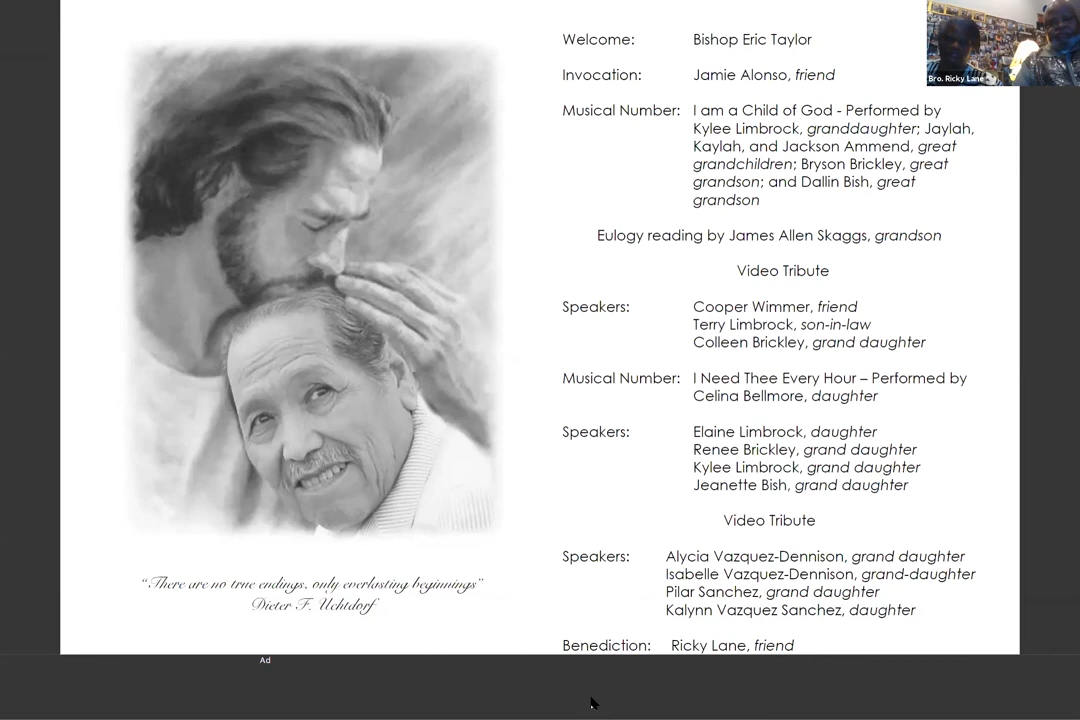 Welcome: Bishop Eric Taylor
Invocation: Jamie Alonso, friend
Musical Number: I am a Child of God - Performed by
Kylee Limbrock, granddaughter; Jaylah,
Kaylah, and Jackson Ammend, great
grandchildren; Bryson Brickley, great
grandson; and Dallin Bish, great
grandson
Eulogy reading by James Allen Skaggs, grandson
Video Tribute
Speakers: Cooper Wimmer, friend
Terry Limbrock, son-in-law
Colleen Brickley, grand daughter
Musical Number: I Need Thee Every Hour – Performed by
Celina Bellmore, daughter
Speakers: Elaine Limbrock, daughter
Renee Brickley, grand daughter
Kylee Limbrock, grand daughter
Jeanette Bish, grand daughter
Video Tribute
Speakers: Alycia Vazquez-Dennison, grand daughter
Isabelle Vazquez-Dennison, grand-daughter
Pilar Sanchez, grand daughter
Kalynn Vazquez Sanchez, daughter
Benediction: Ricky Lane, friend
“There are no true endings, only everlasting beginnings”
Dieter F. Uchtdorf
Bro. Ricky Lane
Ad